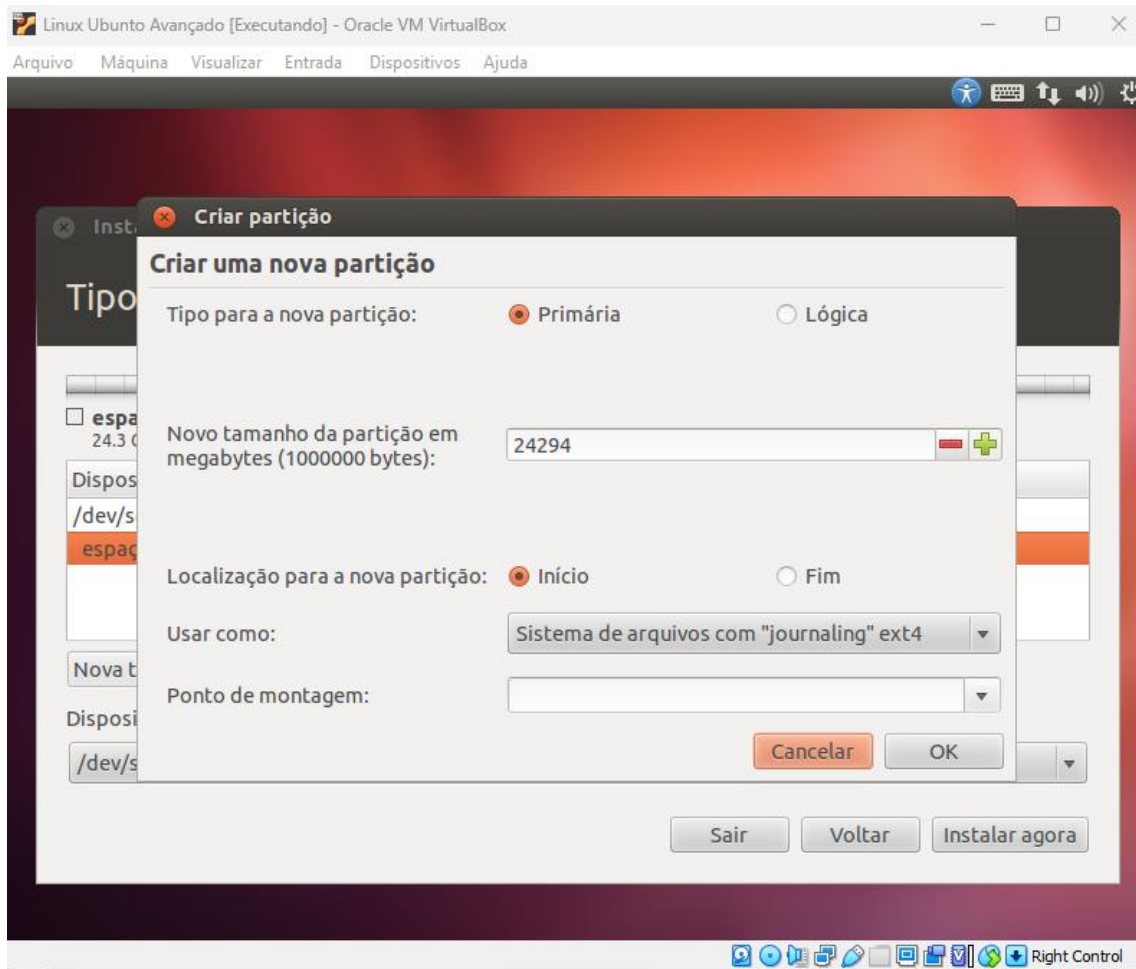 Linux Ubunto Avançado [Executando] - Oracle VM VirtualBox
Arquivo Máquina Visualizar Entrada Dispositivos Ajuda
Inst
Criar partição
Tipo
Criar uma nova partição
Tipo para a nova partição: Primária Lógica
espa
24.3 G
Novo tamanho da partição em
megabytes (1000000 bytes):
24294
Dispos
/dev/s
espaç
Localização para a nova partição: Início Fim
Usar como: Sistema de arquivos com "journaling" ext4
Nova t
Ponto de montagem:
Disposi
/dev/s
Cancelar OK
Sair Voltar Instalar agora
Right Control